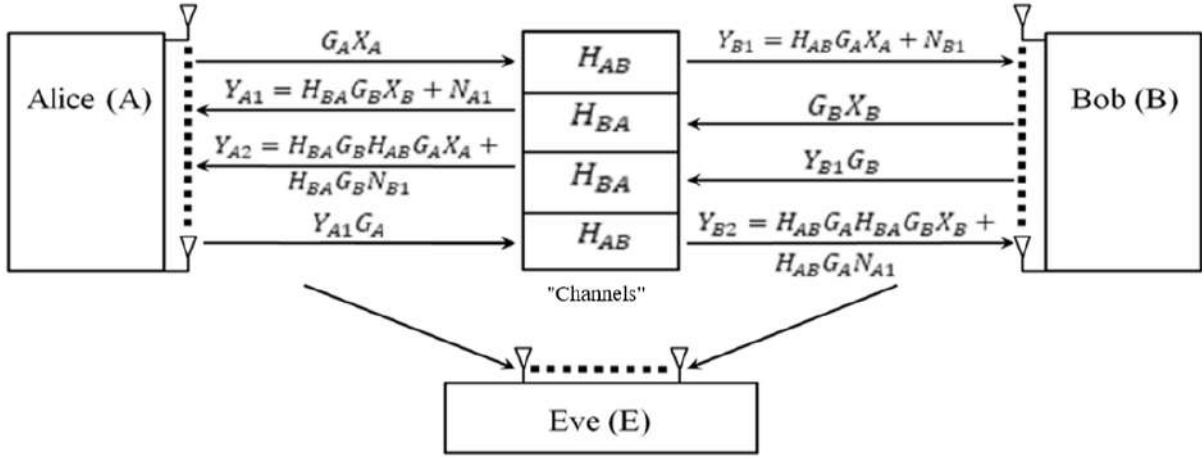 Alice (A)
G_A X_A
H_AB
Y_B1 = H_AB G_A X_A + N_B1
Bob (B)
Y_A1 = H_BA G_B X_B + N_A1
H_BA
G_B X_B
Y_A2 = H_BA G_B H_AB G_A X_A +
H_BA G_B N_B1
H_BA
Y_B1 G_B
Y_A1 G_A
H_AB
Y_B2 = H_AB G_A H_BA G_B X_B +
H_AB G_A N_A1
"Channels"
Eve (E)